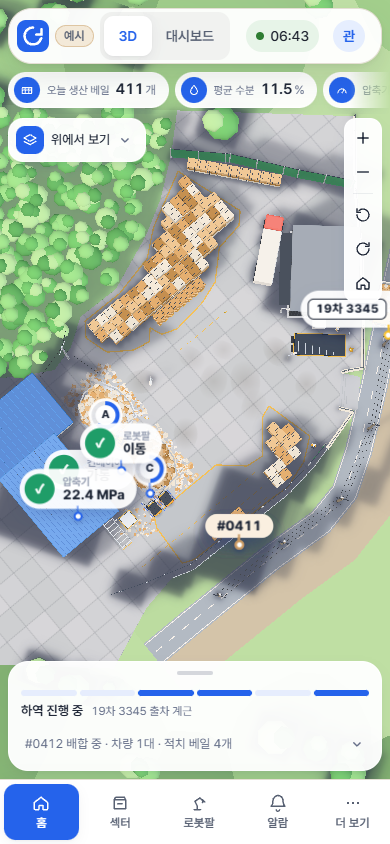 예시
3D
대시보드
06:43
관
오늘 생산 베일 411개
평균 수분 11.5%
위에서 보기
19차 3345
A
로봇팔
이동
C
압축기
22.4 MPa
#0411
하역 진행 중 19차 3345 출차 계근
#0412 배합 중 · 차량 1대 · 적치 베일 4개
홈
섹터
로봇팔
알람
더 보기